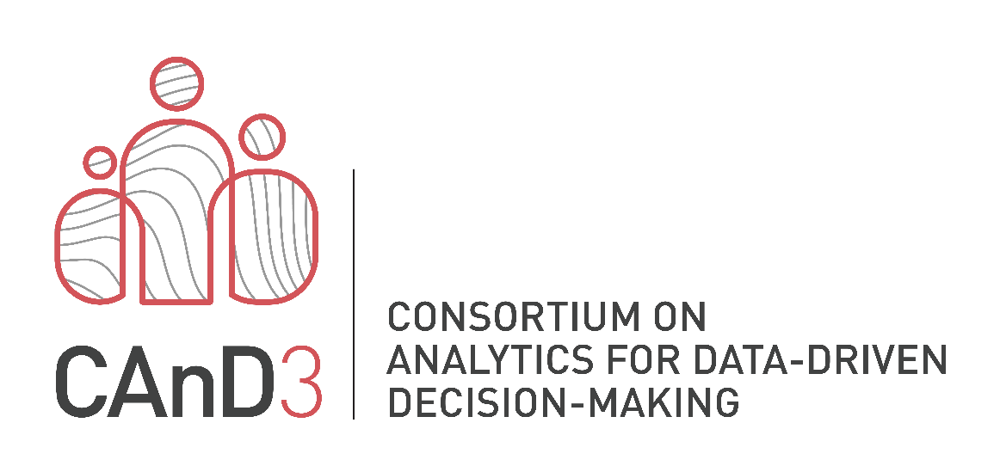 CAnD3
CONSORTIUM ON
ANALYTICS FOR DATA-DRIVEN
DECISION-MAKING